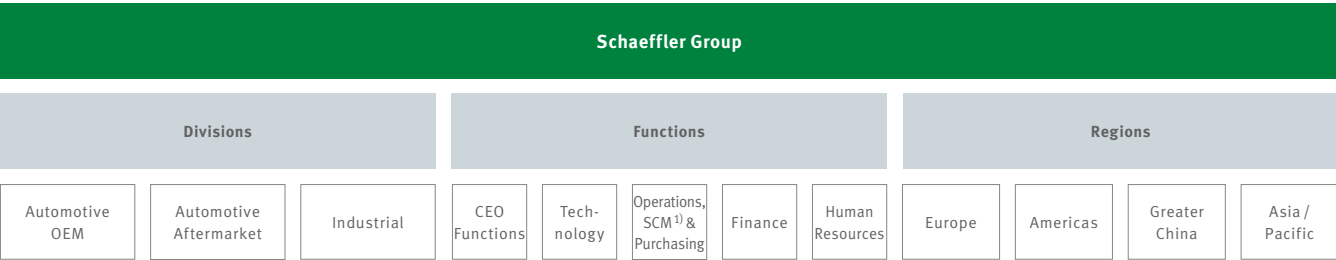 Schaeffler Group
Divisions
Functions
Regions
Automotive
OEM
Automotive
Aftermarket
Industrial
CEO
Functions
Tech-
nology
Operations,
SCM 1) &
Purchasing
Finance
Human
Resources
Europe
Americas
Greater
China
Asia /
Pacific